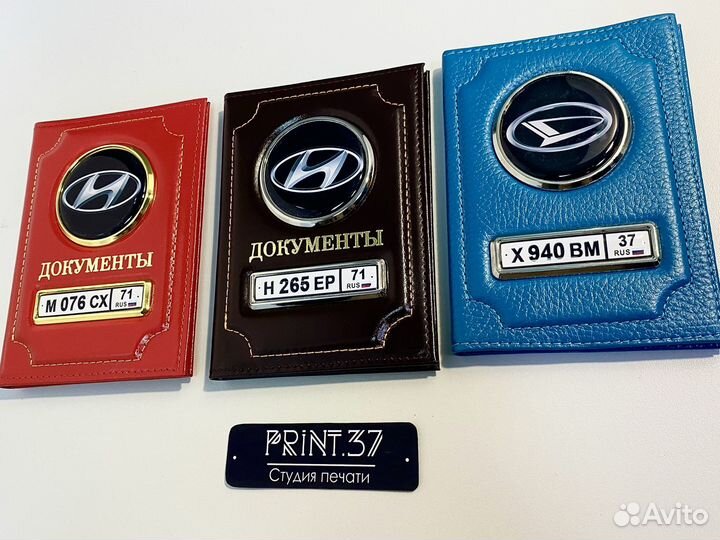 ДОКУМЕНТЫ
М 076 СХ 71
RUS
ДОКУМЕНТЫ
Н 265 ЕР 71
RUS
Х 940 ВМ 37
RUS
PRiNT.37
Студия печати
Avito